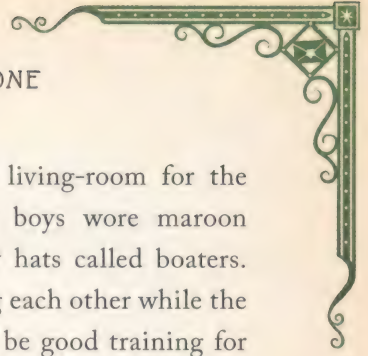 ONE
living-room for the
boys wore maroon
hats called boaters.
each other while the
be good training for